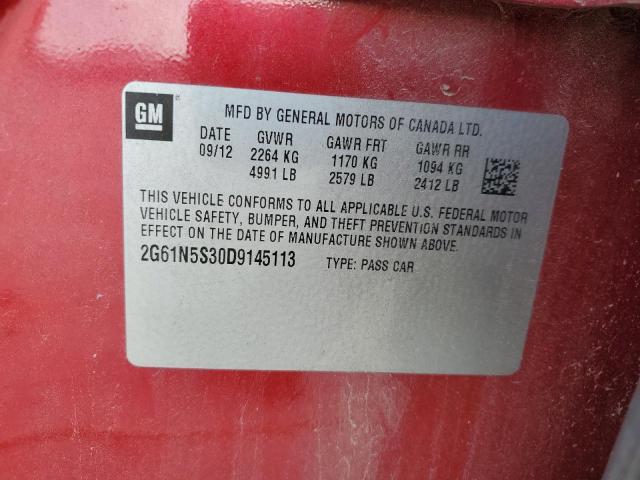 GM
MFD BY GENERAL MOTORS OF CANADA LTD.
DATE GVWR GAWR FRT GAWR RR
09/12 2264 KG 1170 KG 1094 KG
4991 LB 2579 LB 2412 LB
THIS VEHICLE CONFORMS TO ALL APPLICABLE U.S. FEDERAL MOTOR
VEHICLE SAFETY, BUMPER, AND THEFT PREVENTION STANDARDS IN
EFFECT ON THE DATE OF MANUFACTURE SHOWN ABOVE.
2G61N5S30D9145113 TYPE: PASS CAR